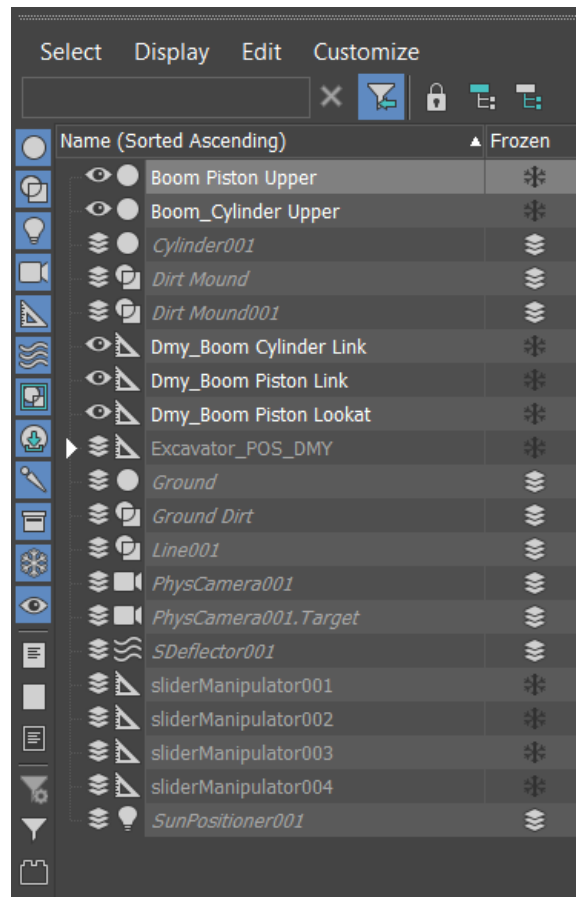 Select Display Edit Customize
Name (Sorted Ascending) Frozen
Boom Piston Upper
Boom_Cylinder Upper
Cylinder001
Dirt Mound
Dirt Mound001
Dmy_Boom Cylinder Link
Dmy_Boom Piston Link
Dmy_Boom Piston Lookat
Excavator_POS_DMY
Ground
Ground Dirt
Line001
PhysCamera001
PhysCamera001.Target
SDeflector001
sliderManipulator001
sliderManipulator002
sliderManipulator003
sliderManipulator004
SunPositioner001